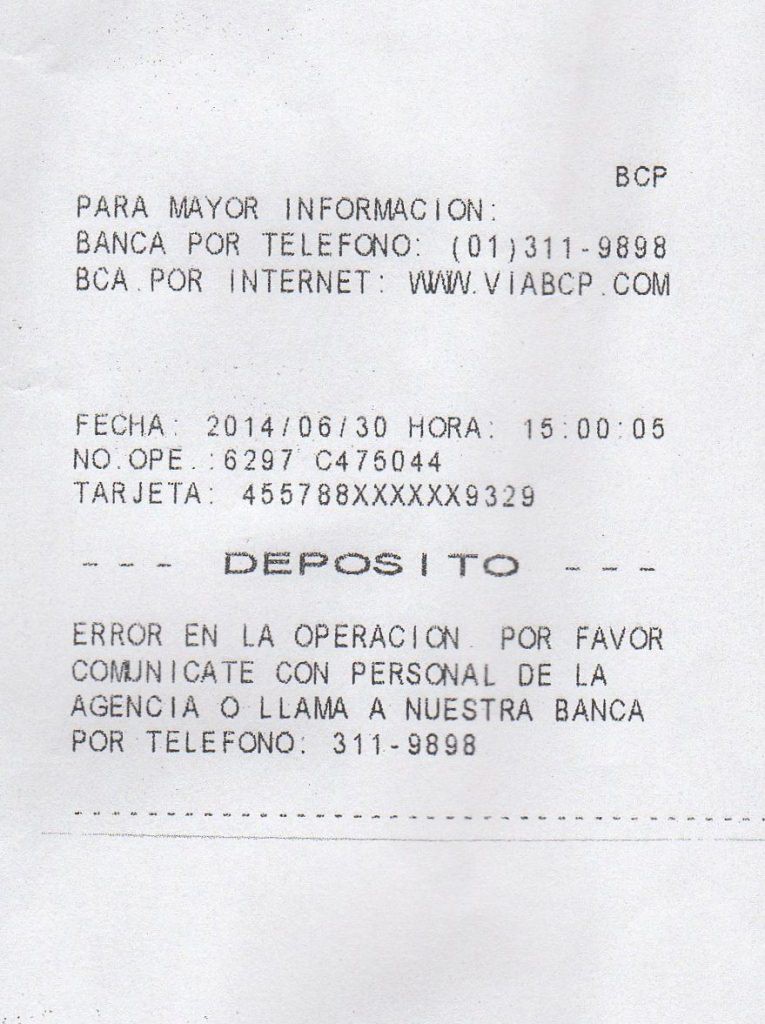 BCP
PARA MAYOR INFORMACION:
BANCA POR TELEFONO: (01)311-9898
BCA.POR INTERNET: WWW.VIABCP.COM
FECHA: 2014/06/30 HORA: 15:00:05
NO.OPE.:6297 C475044
TARJETA: 455788XXXXXX9329
--- DEPOSITO ---
ERROR EN LA OPERACION. POR FAVOR
COMUNICATE CON PERSONAL DE LA
AGENCIA O LLAMA A NUESTRA BANCA
POR TELEFONO: 311-9898